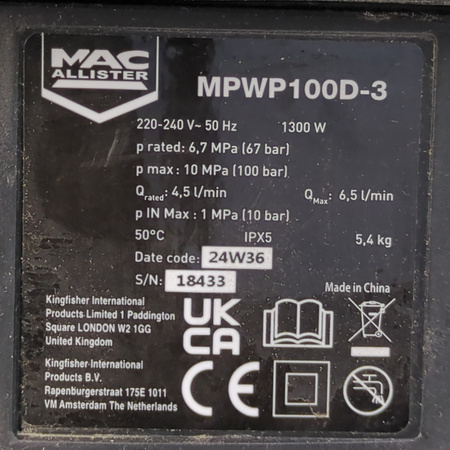 MAC
ALLISTER
MPWP100D-3
220-240 V~ 50 Hz 1300 W
p rated: 6,7 MPa (67 bar)
p max: 10 MPa (100 bar)
Qrated: 4,5 l/min QMax: 6,5 l/min
p IN Max : 1 MPa (10 bar)
50°C IPX5 5,4 kg
Date code: 24W36
S/N: 18433
Made in China
Kingfisher International
Products Limited 1 Paddington
Square LONDON W2 1GG
United Kingdom
UK
CA
Kingfisher International
Products B.V.
Rapenburgerstraat 175E 1011
VM Amsterdam The Netherlands
CE